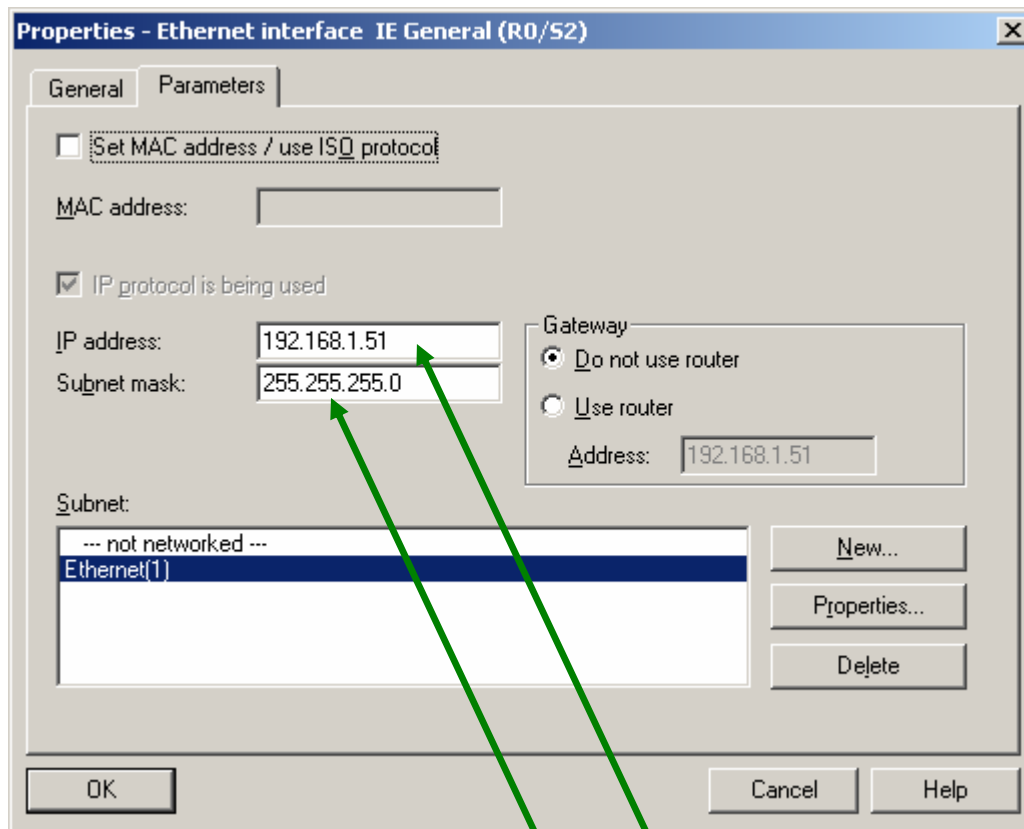 Properties - Ethernet interface IE General (R0/S2)
General Parameters
Set MAC address / use ISO protocol
MAC address:
IP protocol is being used
IP address: 192.168.1.51
Subnet mask: 255.255.255.0
Gateway
Do not use router
Use router
Address: 192.168.1.51
Subnet:
--- not networked ---
Ethernet(1)
New...
Properties...
Delete
OK Cancel Help